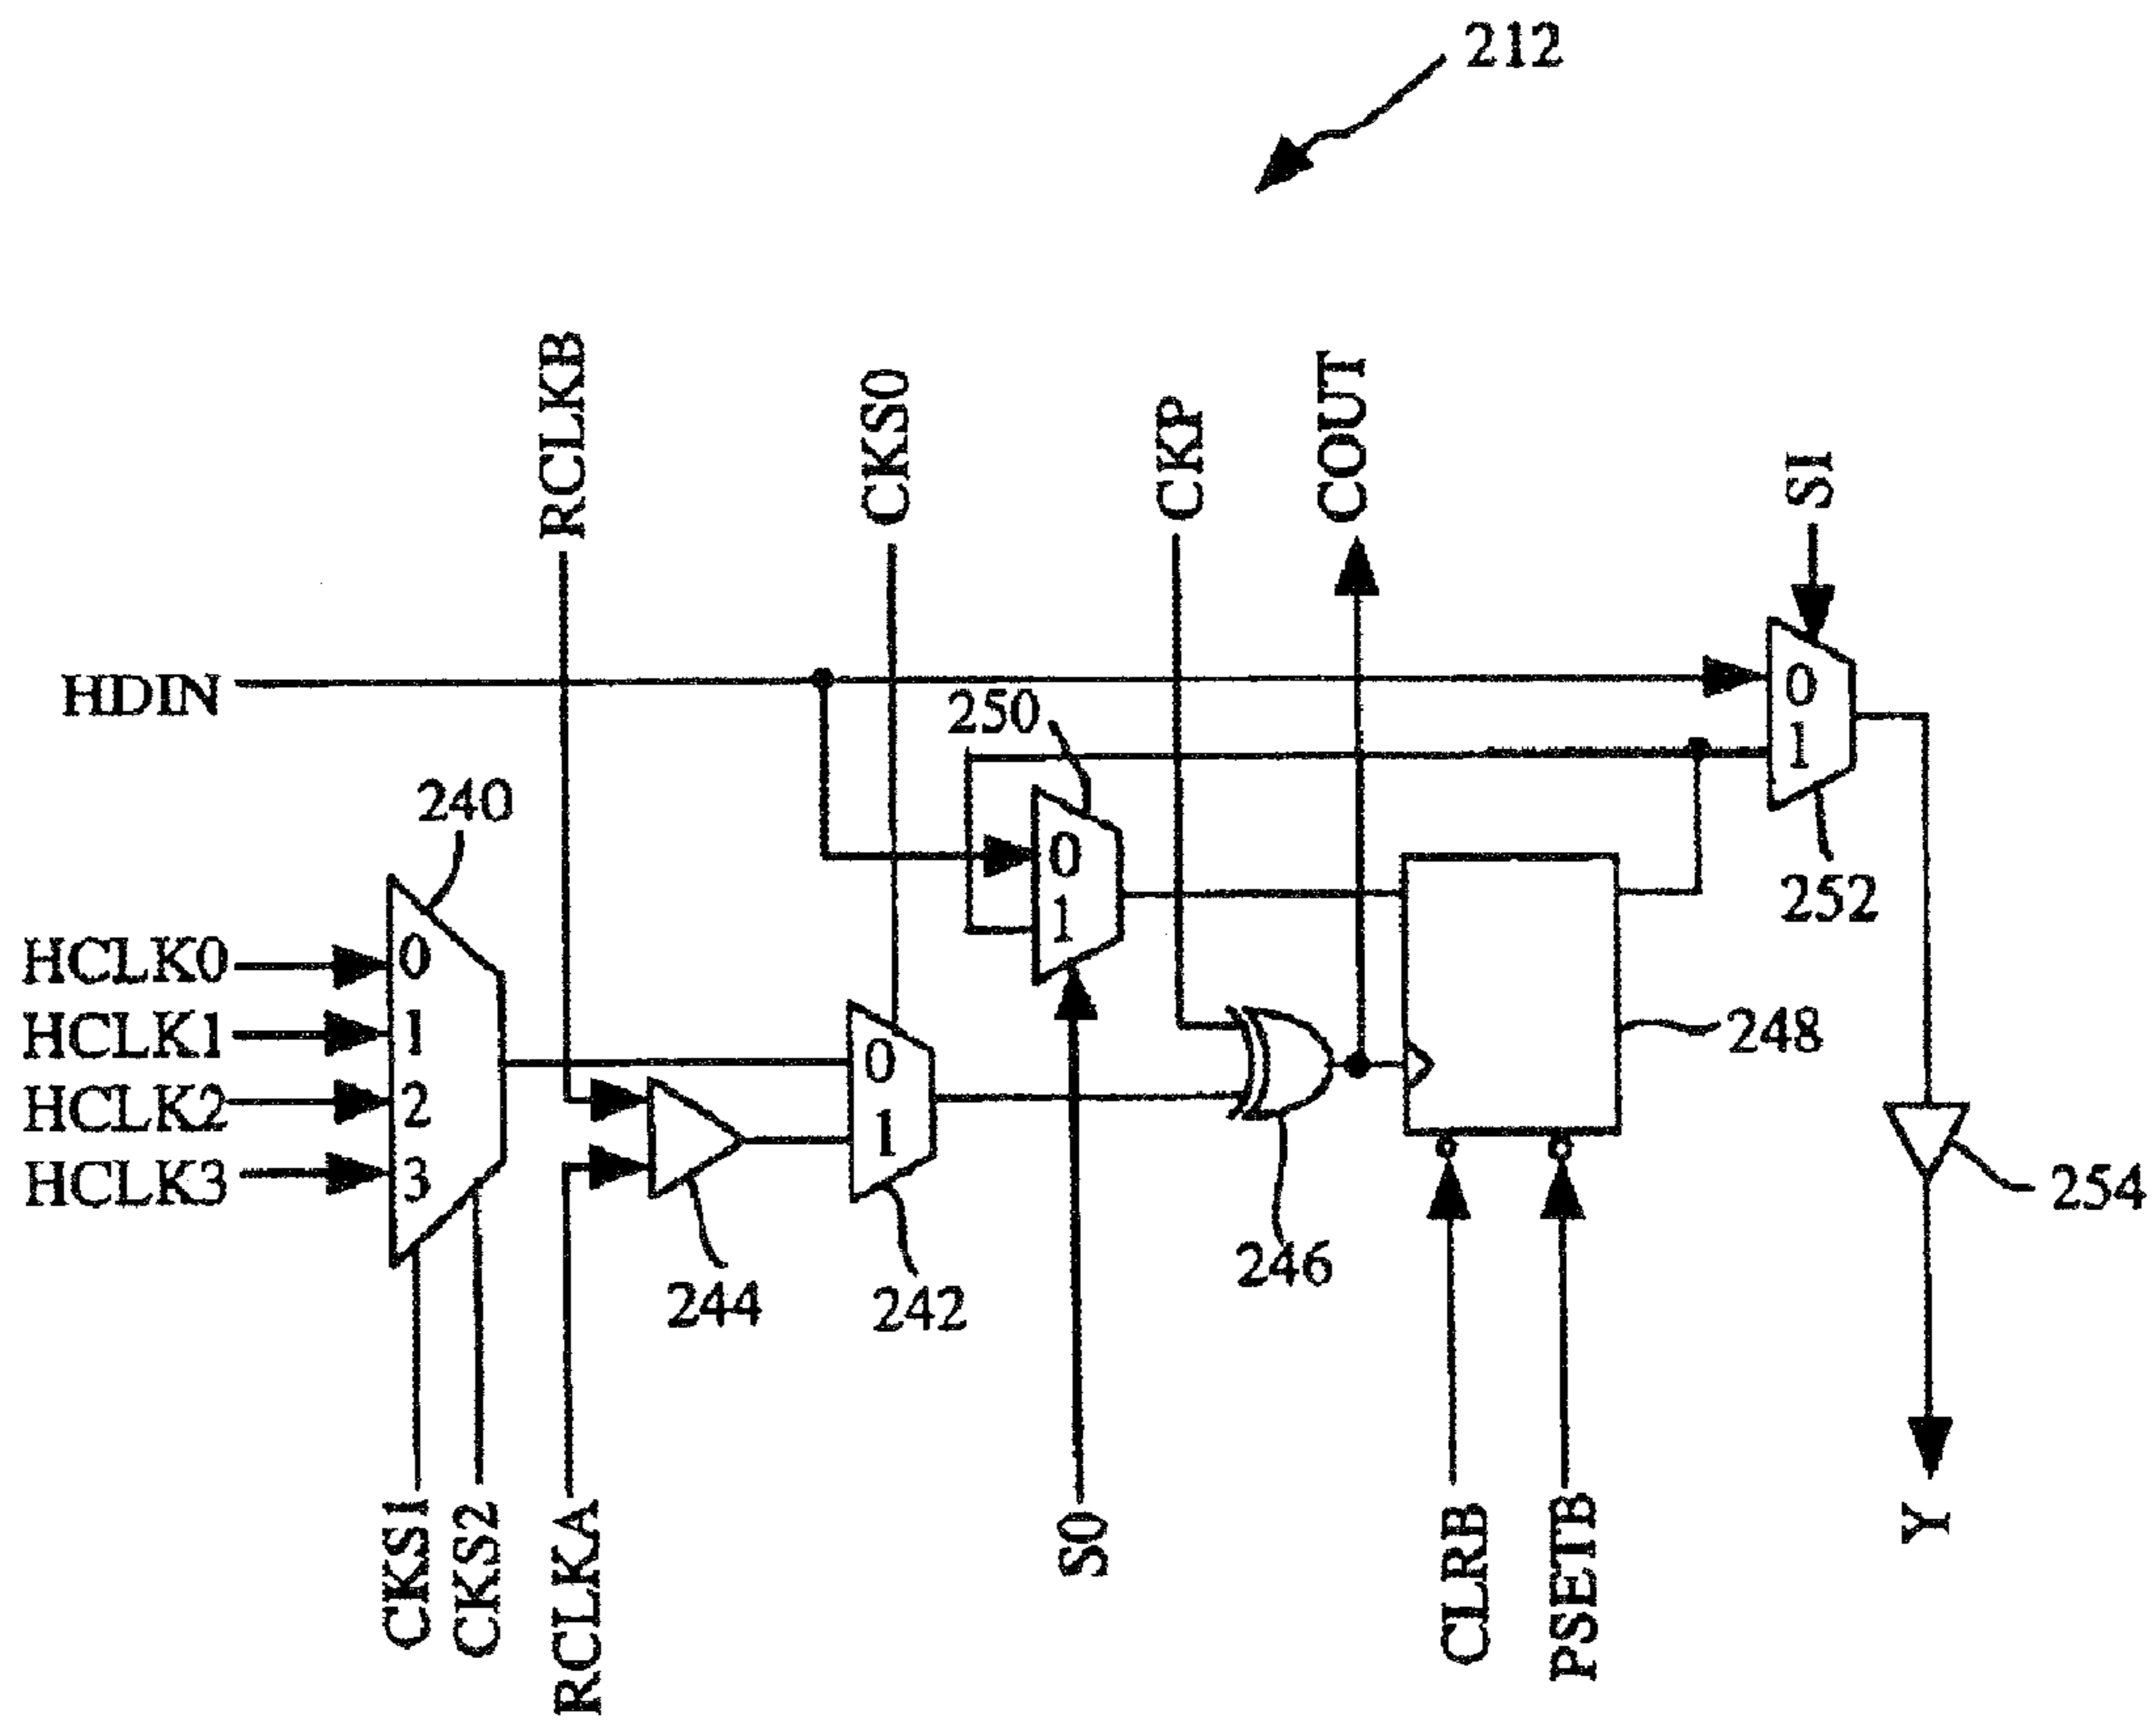 212
RCLKB
CKS0
CKP
COUT
SI
HDIN
250
0
1
240
0
1
252
HCLK0
HCLK1
HCLK2
HCLK3
0
1
2
3
0
1
248
254
244
242
246
CKS1
CKS2
RCLKA
S0
CLRB
PSETB
Y